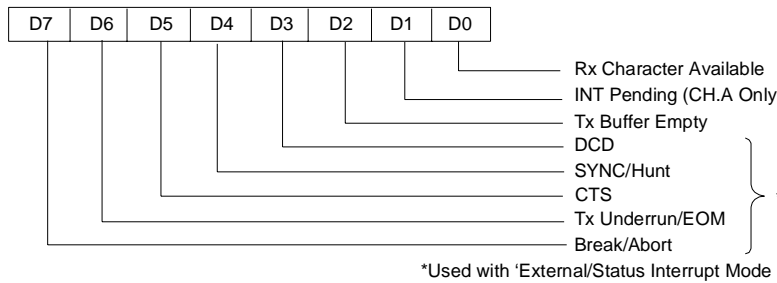 D7 D6 D5 D4 D3 D2 D1 D0
Rx Character Available
INT Pending (CH.A Only
Tx Buffer Empty
DCD
SYNC/Hunt
CTS
Tx Underrun/EOM
Break/Abort
*Used with ‘External/Status Interrupt Mode